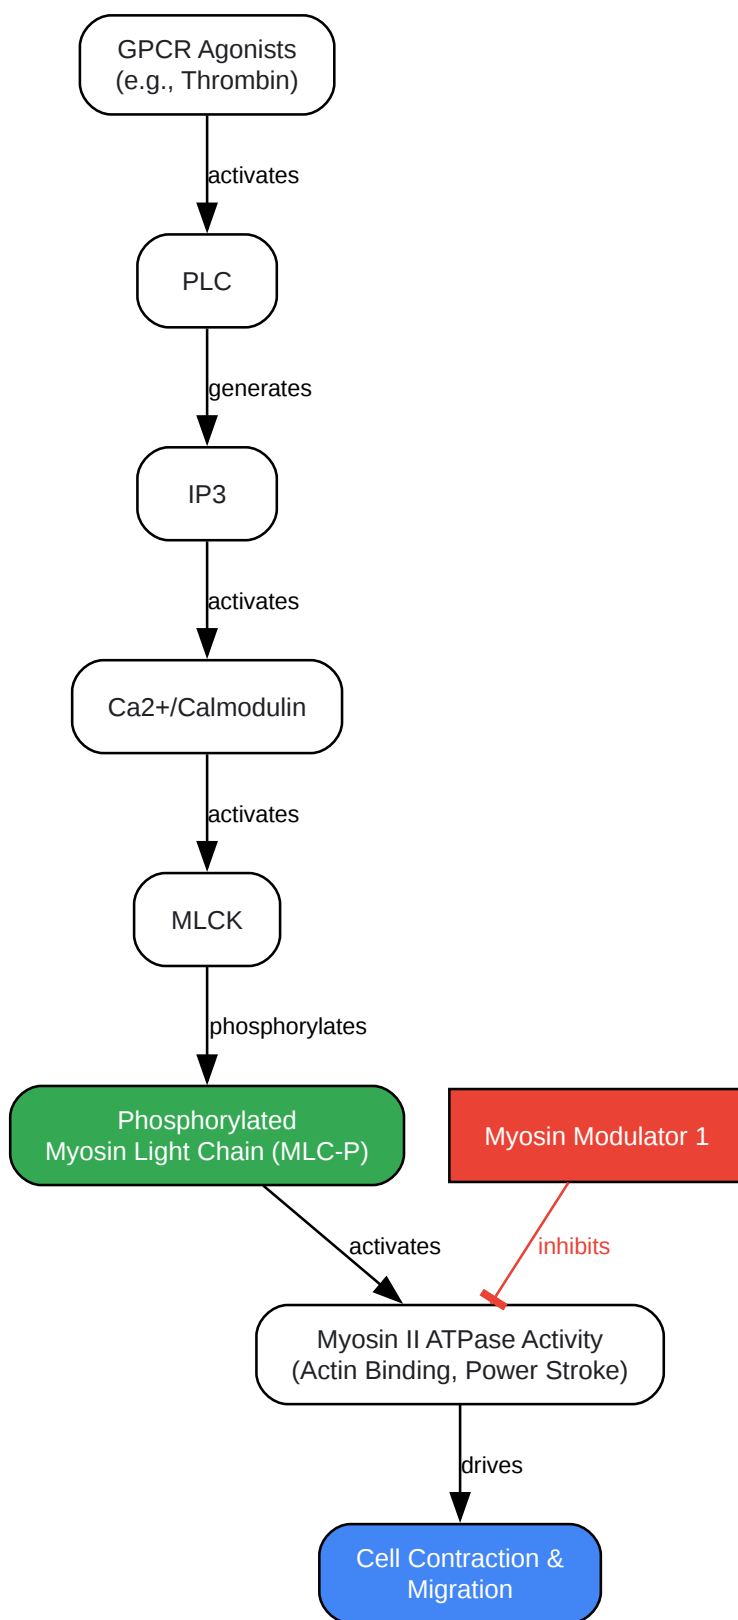 GPCR Agonists
(e.g., Thrombin)
activates
PLC
generates
IP3
activates
Ca2+/Calmodulin
activates
MLCK
phosphorylates
Phosphorylated
Myosin Light Chain (MLC-P)
Myosin Modulator 1
activates
inhibits
Myosin II ATPase Activity
(Actin Binding, Power Stroke)
drives
Cell Contraction &
Migration